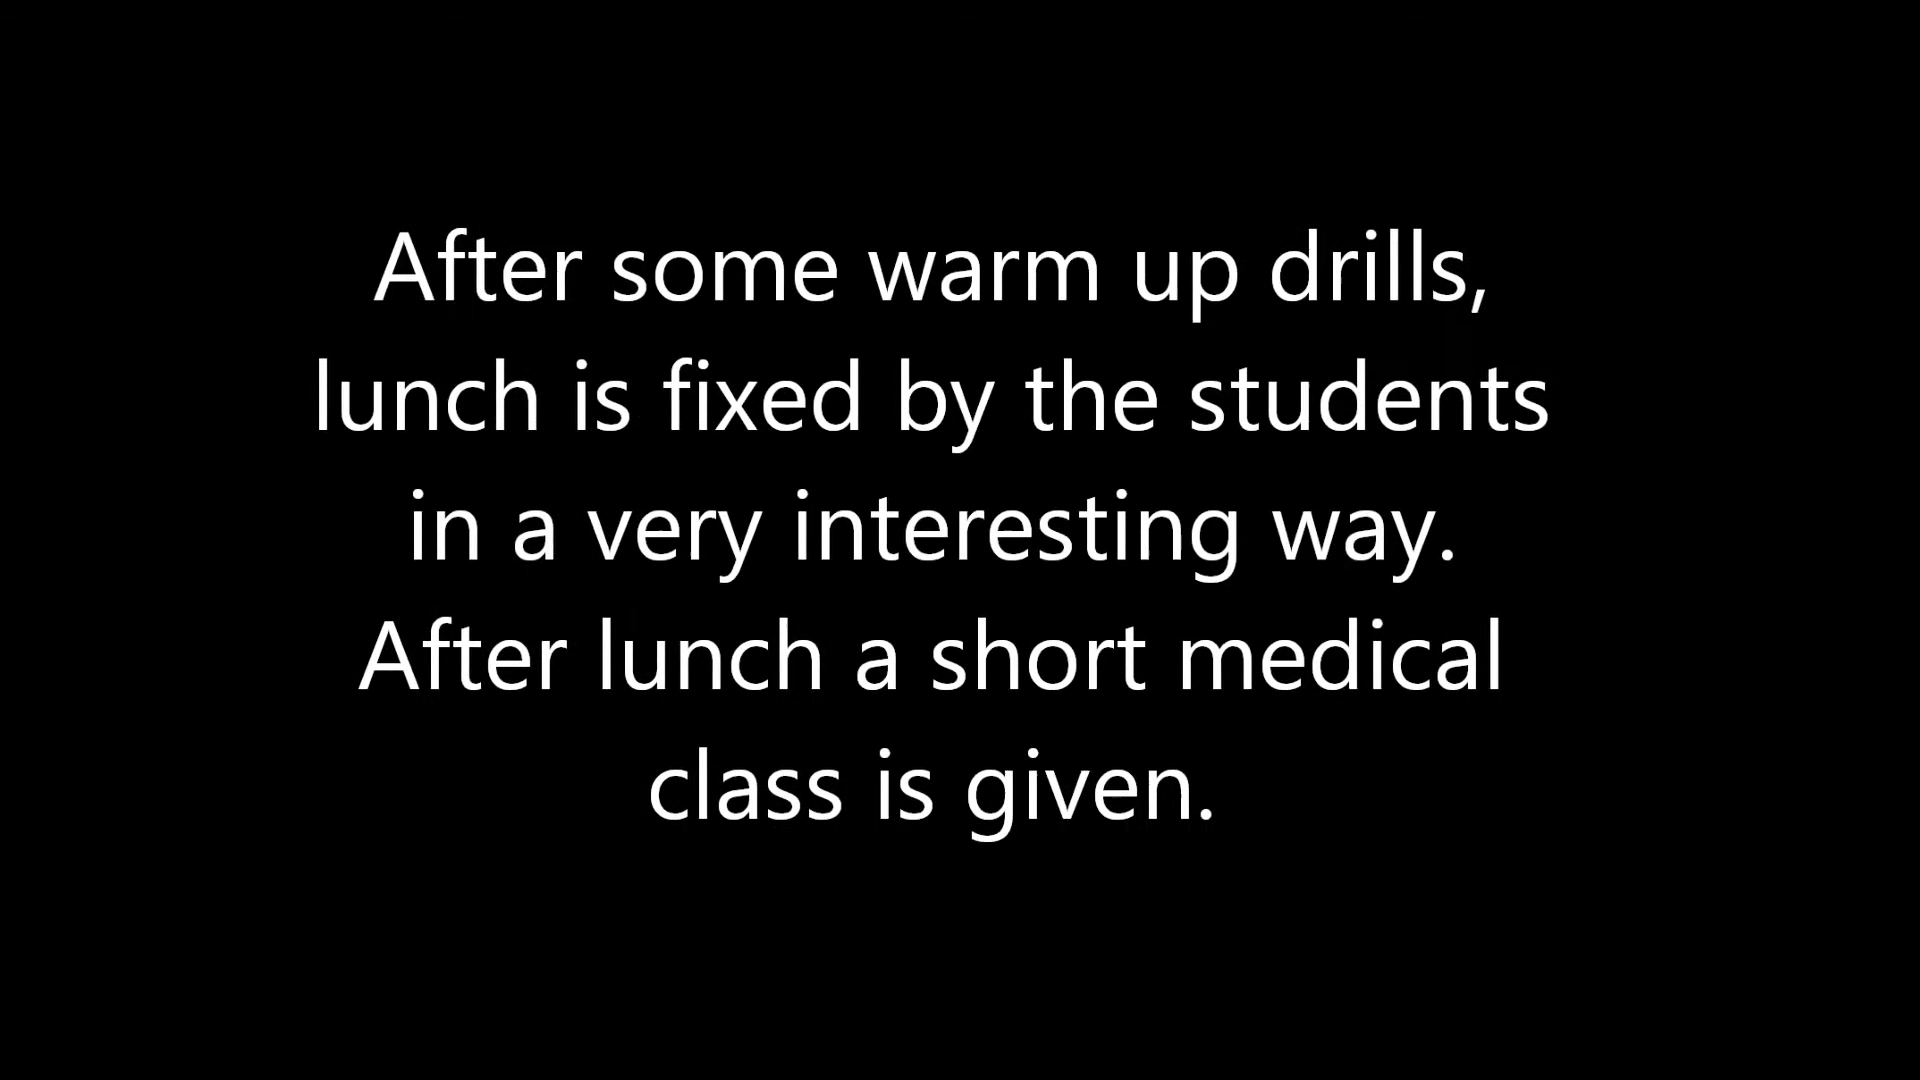 After some warm up drills,
lunch is fixed by the students
in a very interesting way.
After lunch a short medical
class is given.